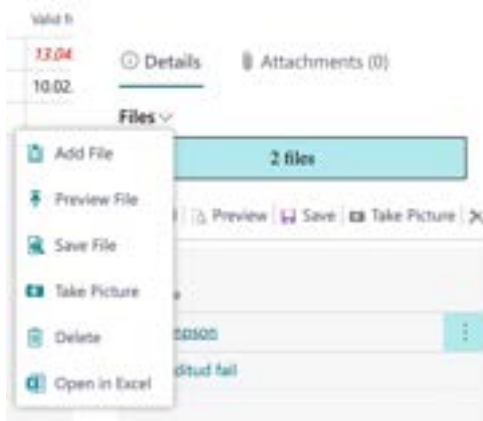 Valid fr
13.04
10.02.
Details
Attachments (0)
Files
2 files
Add File
Preview File
Save File
Take Picture
Delete
Open in Excel
Preview
Save
Take Picture
mpson
ditud fail